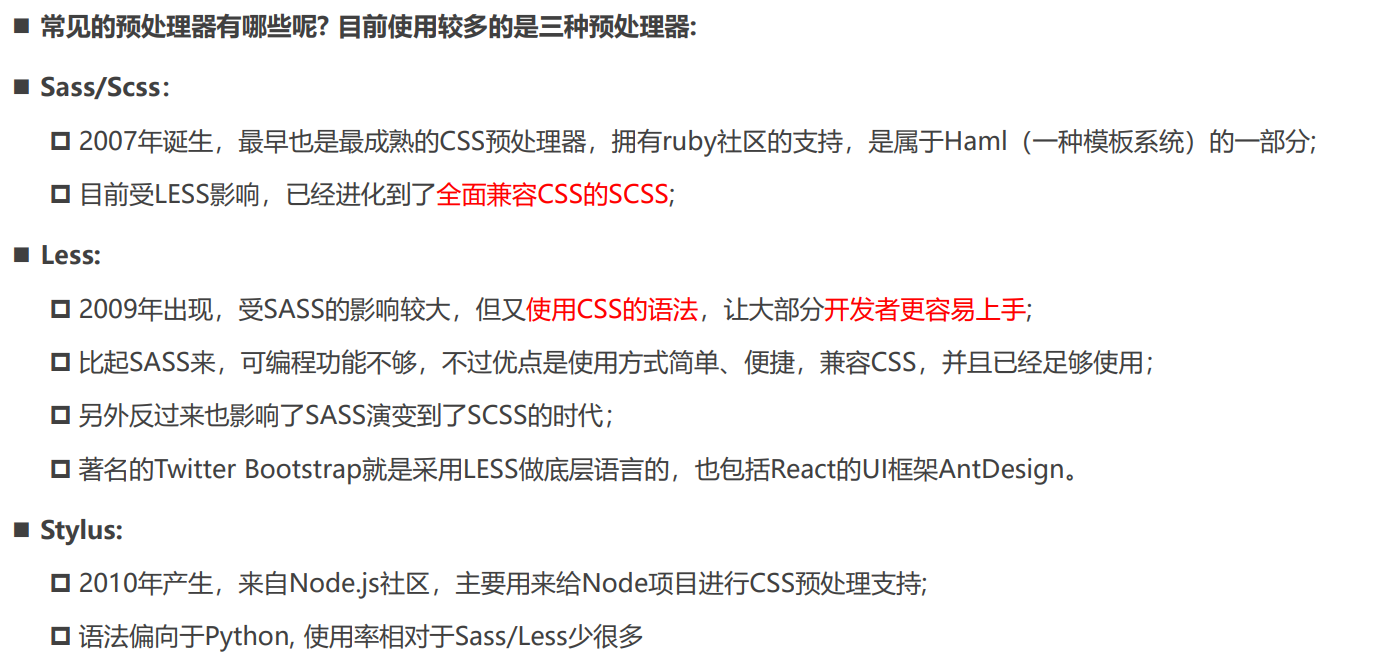 常见的预处理器有哪些呢? 目前使用较多的是三种预处理器:
Sass/Scss：
2007年诞生，最早也是最成熟的CSS预处理器，拥有ruby社区的支持，是属于Haml（一种模板系统）的一部分;
目前受LESS影响，已经进化到了全面兼容CSS的SCSS;
Less:
2009年出现，受SASS的影响较大，但又使用CSS的语法，让大部分开发者更容易上手;
比起SASS来，可编程功能不够，不过优点是使用方式简单、便捷，兼容CSS，并且已经足够使用；
另外反过来也影响了SASS演变到了SCSS的时代；
著名的Twitter Bootstrap就是采用LESS做底层语言的，也包括React的UI框架AntDesign。
Stylus:
2010年产生，来自Node.js社区，主要用来给Node项目进行CSS预处理支持;
语法偏向于Python, 使用率相对于Sass/Less少很多